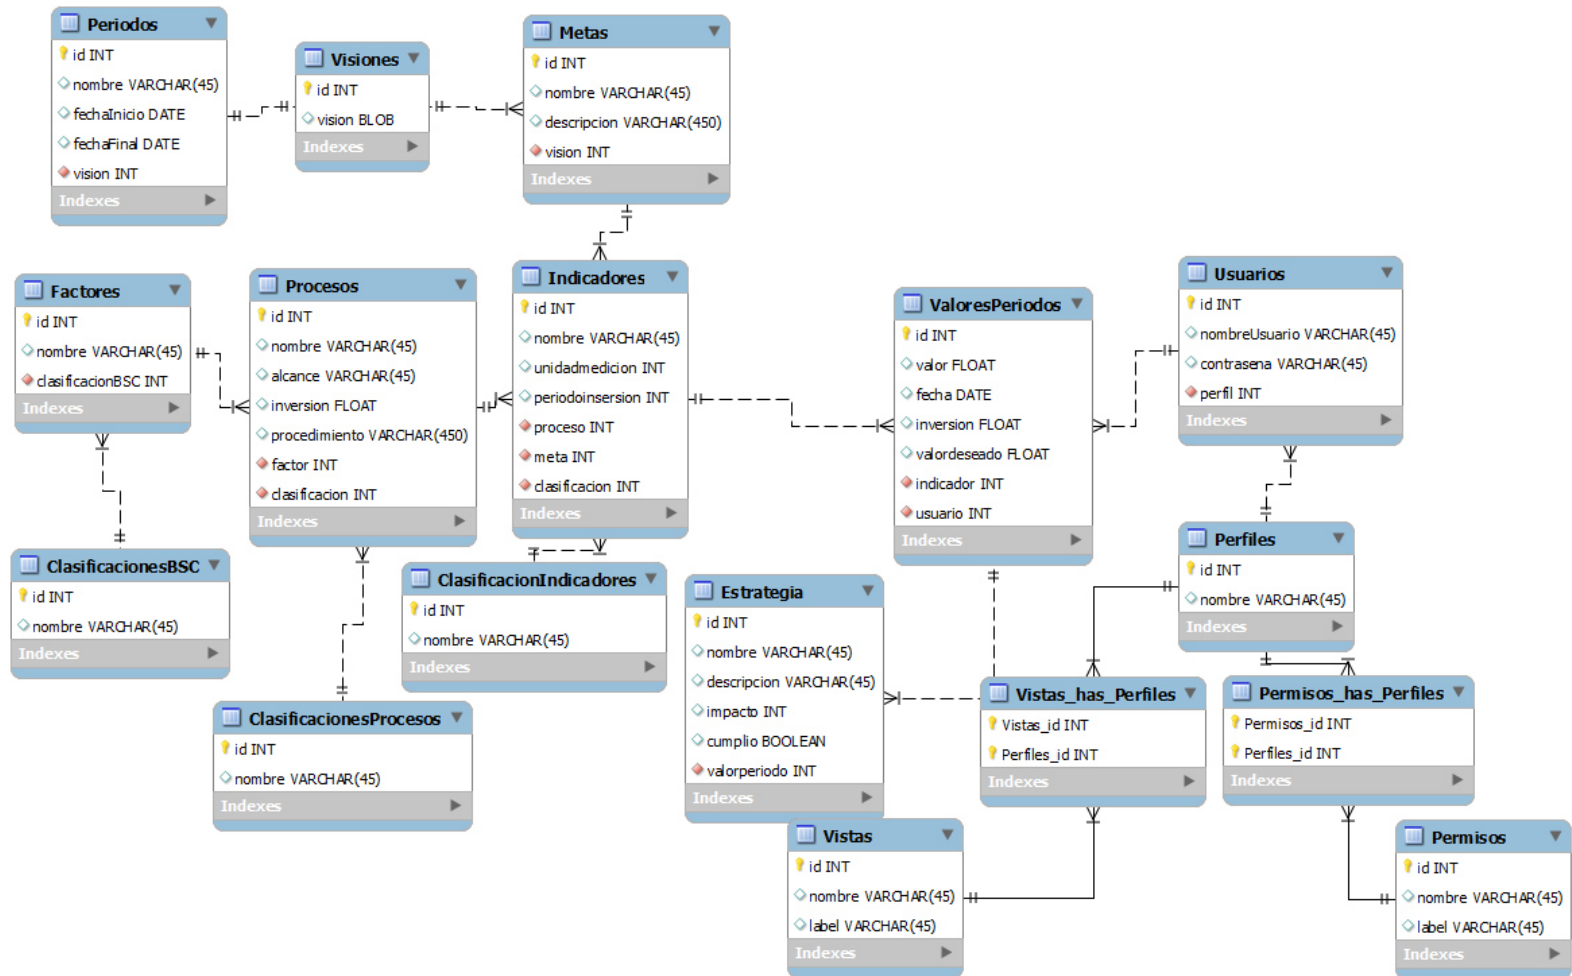 Periodos
id INT
nombre VARCHAR(45)
fechaInicio DATE
fechaFinal DATE
vision INT
Indexes
Visiones
id INT
vision BLOB
Indexes
Metas
id INT
nombre VARCHAR(45)
descripcion VARCHAR(450)
vision INT
Indexes
Factores
id INT
nombre VARCHAR(45)
clasificacionBSC INT
Indexes
Procesos
id INT
nombre VARCHAR(45)
alcance VARCHAR(45)
inversion FLOAT
procedimiento VARCHAR(450)
factor INT
clasificacion INT
Indexes
Indicadores
id INT
nombre VARCHAR(45)
unidadmedicion INT
periodoinsersion INT
proceso INT
meta INT
clasificacion INT
Indexes
ValoresPeriodos
id INT
valor FLOAT
fecha DATE
inversion FLOAT
valordeseado FLOAT
indicador INT
usuario INT
Indexes
Usuarios
id INT
nombreUsuario VARCHAR(45)
contrasena VARCHAR(45)
perfil INT
Indexes
ClasificacionesBSC
id INT
nombre VARCHAR(45)
Indexes
ClasificacionIndicadores
id INT
nombre VARCHAR(45)
Indexes
Estrategia
id INT
nombre VARCHAR(45)
descripcion VARCHAR(45)
impacto INT
cumplio BOOLEAN
valorperiodo INT
Indexes
Perfiles
id INT
nombre VARCHAR(45)
Indexes
ClasificacionesProcesos
id INT
nombre VARCHAR(45)
Indexes
Vistas_has_Perfiles
Vistas_id INT
Perfiles_id INT
Indexes
Permisos_has_Perfiles
Permisos_id INT
Perfiles_id INT
Indexes
Vistas
id INT
nombre VARCHAR(45)
label VARCHAR(45)
Indexes
Permisos
id INT
nombre VARCHAR(45)
label VARCHAR(45)
Indexes